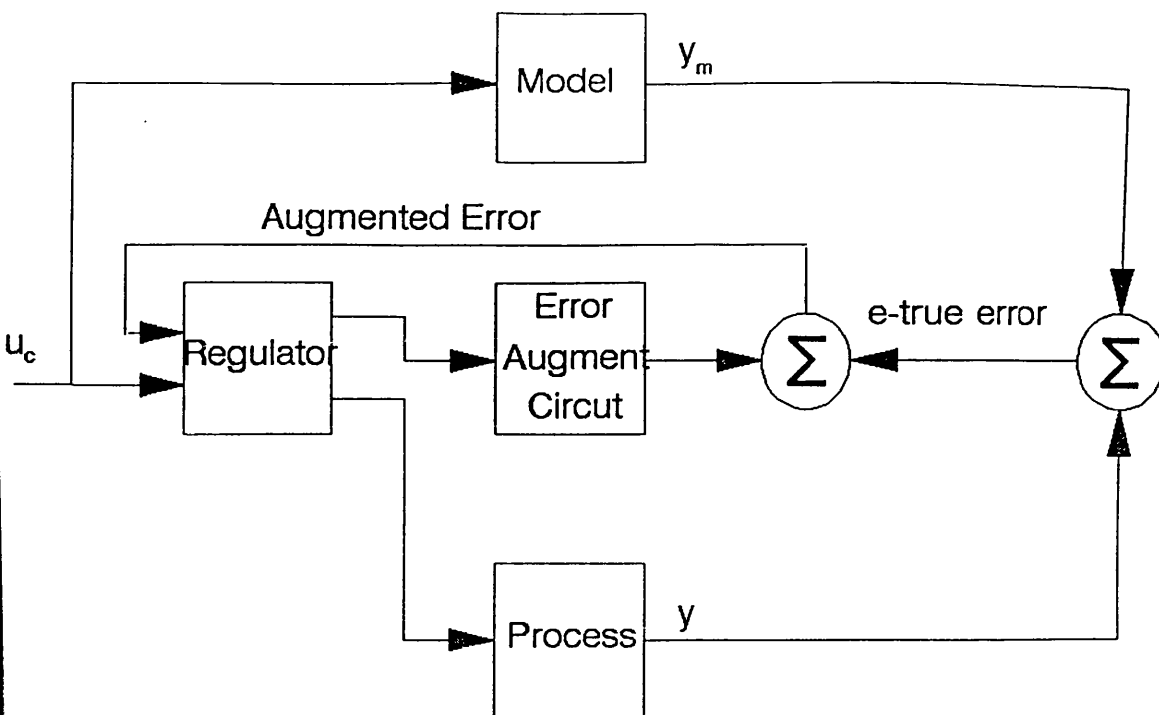 Model
y_m
Augmented Error
u_c
Regulator
Error
Augment
Circut
Σ
e-true error
Σ
Process
y